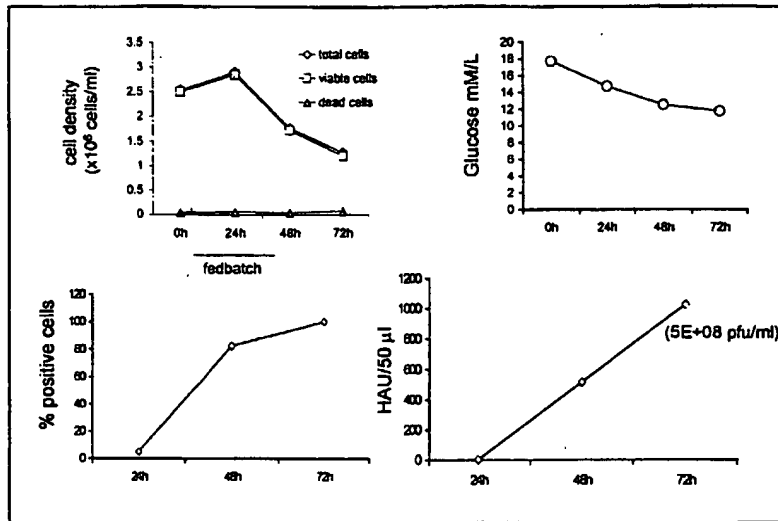 cell density
(x10⁶ cells/ml)
3
2.5
2
1.5
1
0.5
0
0h 24h 48h 72h
fedbatch
total cells
viable cells
dead cells
Glucose mM/L
20
18
16
14
12
10
8
6
4
2
0
0h 24h 48h 72h
% positive cells
120
100
80
60
40
20
0
24h 48h 72h
HAU/50 µl
1200
1000
800
600
400
200
0
24h 48h 72h
(5E+08 pfu/ml)